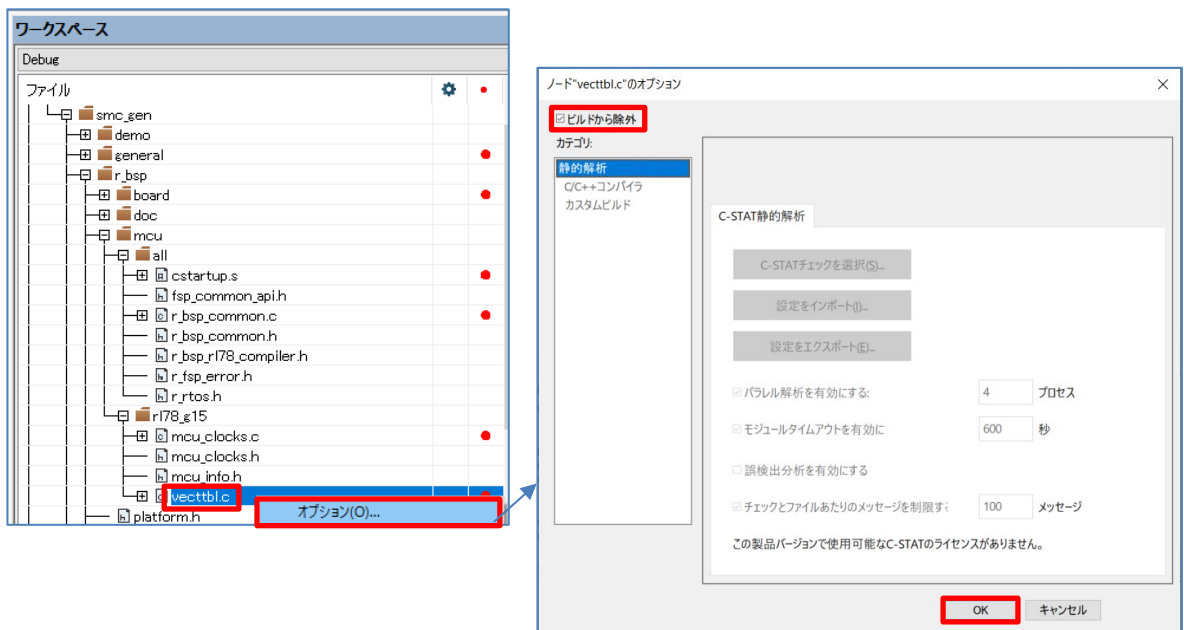 ワークスペース
Debug
ファイル
smc_gen
demo
general
r_bsp
board
doc
mcu
all
cstartup.s
fsp_common_api.h
r_bsp_common.c
r_bsp_common.h
r_bsp_rl78_compiler.h
r_fsp_error.h
r_rtos.h
rl78_g15
mcu_clocks.c
mcu_clocks.h
mcu_info.h
vecttbl.c
オプション(O)...
platform.h
ノード"vecttbl.c"のオプション
ビルドから除外
カテゴリ:
静的解析
C/C++コンパイラ
カスタムビルド
C-STAT静的解析
C-STATチェックを選択(S)...
設定をインポート(I)...
設定をエクスポート(E)...
パラレル解析を有効にする: 4 プロセス
モジュールタイムアウトを有効に 600 秒
誤検出分析を有効にする
チェックとファイルあたりのメッセージを制限す 100 メッセージ
この製品バージョンで使用可能なC-STATのライセンスがありません。
OK キャンセル